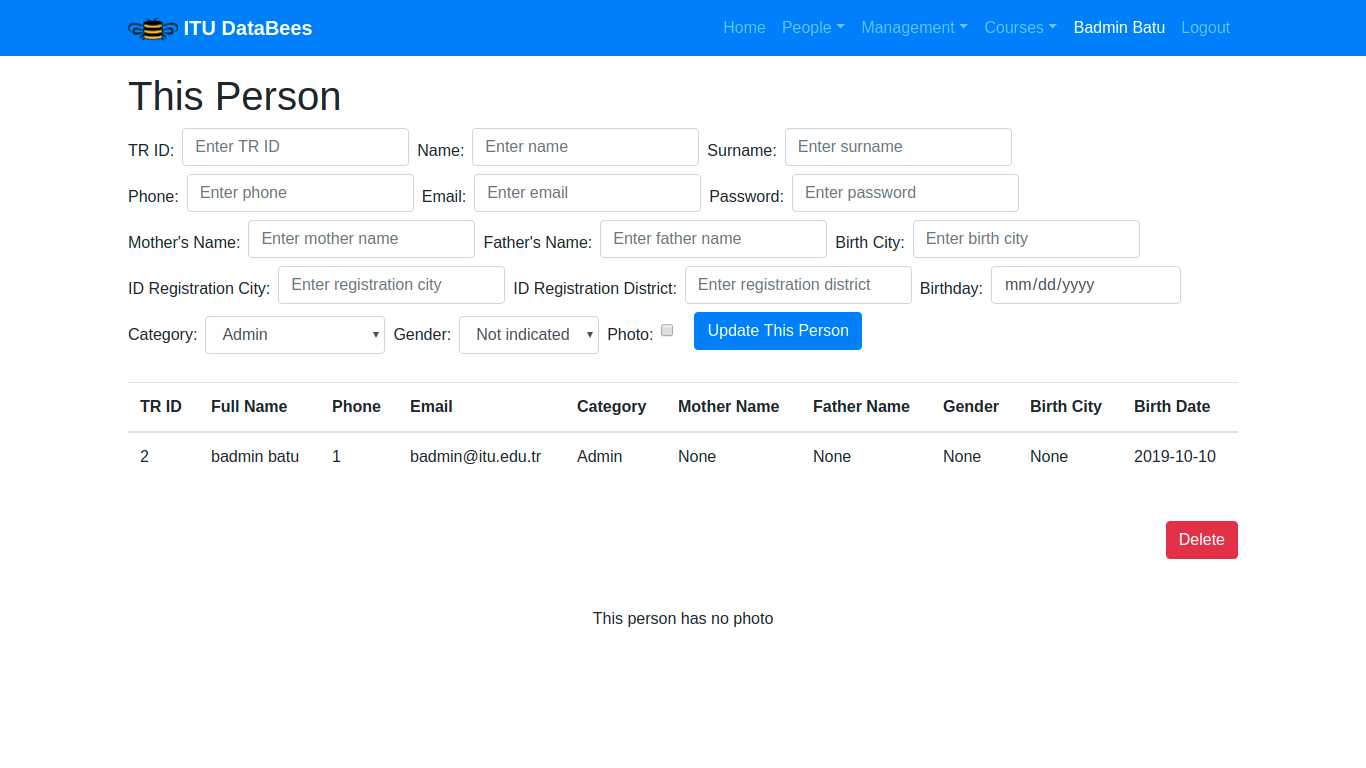 ITU DataBees Home People Management Courses Badmin Batu Logout
This Person
TR ID: Enter TR ID Name: Enter name Surname: Enter surname
Phone: Enter phone Email: Enter email Password: Enter password
Mother's Name: Enter mother name Father's Name: Enter father name Birth City: Enter birth city
ID Registration City: Enter registration city ID Registration District: Enter registration district Birthday: mm/dd/yyyy
Category: Admin Gender: Not indicated Photo: Update This Person
TR ID Full Name Phone Email Category Mother Name Father Name Gender Birth City Birth Date
2 badmin batu 1 badmin@itu.edu.tr Admin None None None None 2019-10-10
Delete
This person has no photo